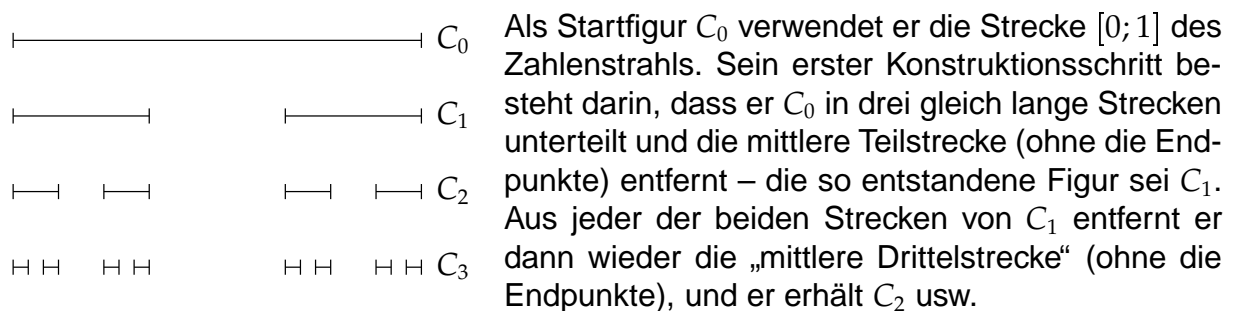 C₀
C₁
C₂
C₃
Als Startfigur C₀ verwendet er die Strecke [0; 1] des
Zahlenstrahls. Sein erster Konstruktionsschritt be-
steht darin, dass er C₀ in drei gleich lange Strecken
unterteilt und die mittlere Teilstrecke (ohne die End-
punkte) entfernt – die so entstandene Figur sei C₁.
Aus jeder der beiden Strecken von C₁ entfernt er
dann wieder die „mittlere Drittelstrecke“ (ohne die
Endpunkte), und er erhält C₂ usw.